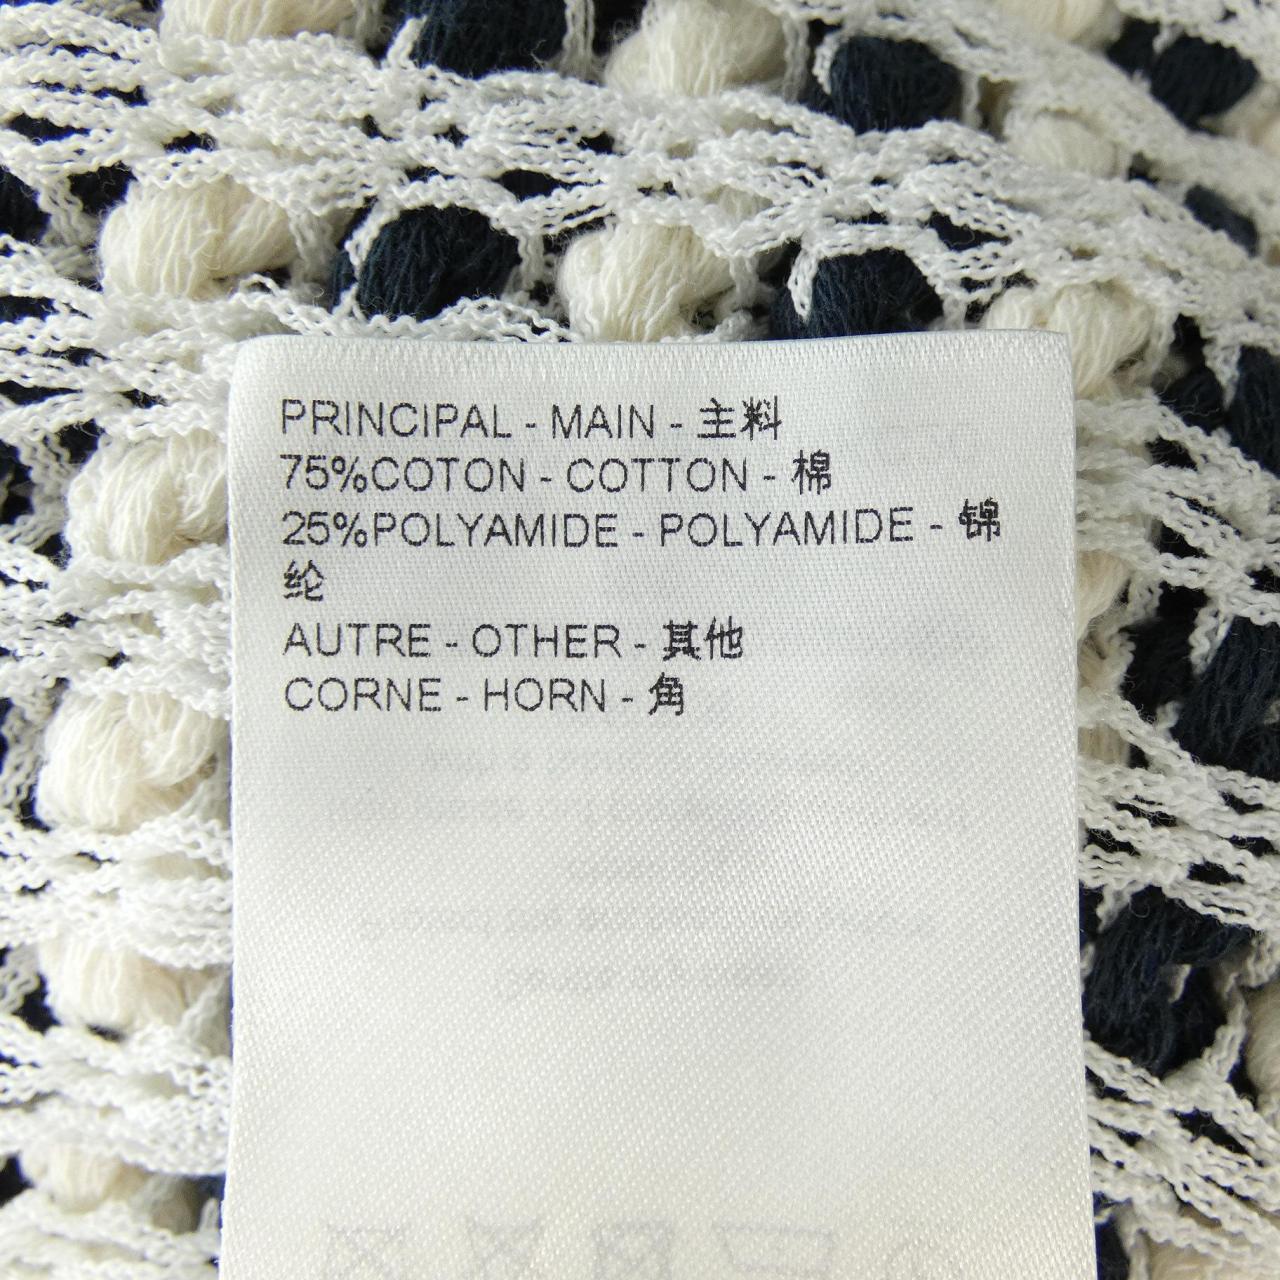 PRINCIPAL - MAIN - 主料
75%COTON - COTTON - 棉
25%POLYAMIDE - POLYAMIDE - 锦
纶
AUTRE - OTHER - 其他
CORNE - HORN - 角